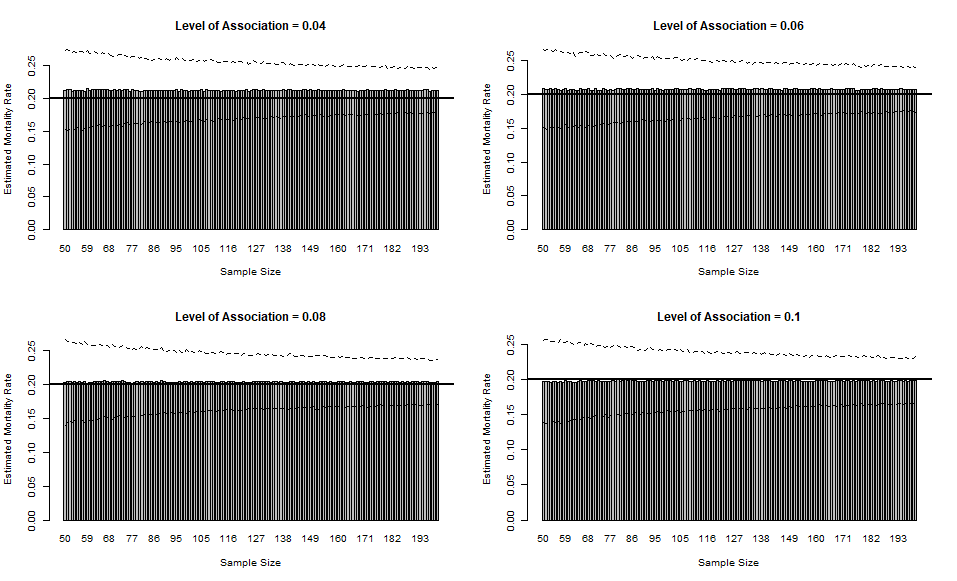 Level of Association = 0.04
Estimated Mortality Rate
0.00 0.05 0.10 0.15 0.20 0.25
50 59 68 77 86 95 105 116 127 138 149 160 171 182 193
Sample Size
Level of Association = 0.06
Estimated Mortality Rate
0.00 0.05 0.10 0.15 0.20 0.25
50 59 68 77 86 95 105 116 127 138 149 160 171 182 193
Sample Size
Level of Association = 0.08
Estimated Mortality Rate
0.00 0.05 0.10 0.15 0.20 0.25
50 59 68 77 86 95 105 116 127 138 149 160 171 182 193
Sample Size
Level of Association = 0.1
Estimated Mortality Rate
0.00 0.05 0.10 0.15 0.20 0.25
50 59 68 77 86 95 105 116 127 138 149 160 171 182 193
Sample Size